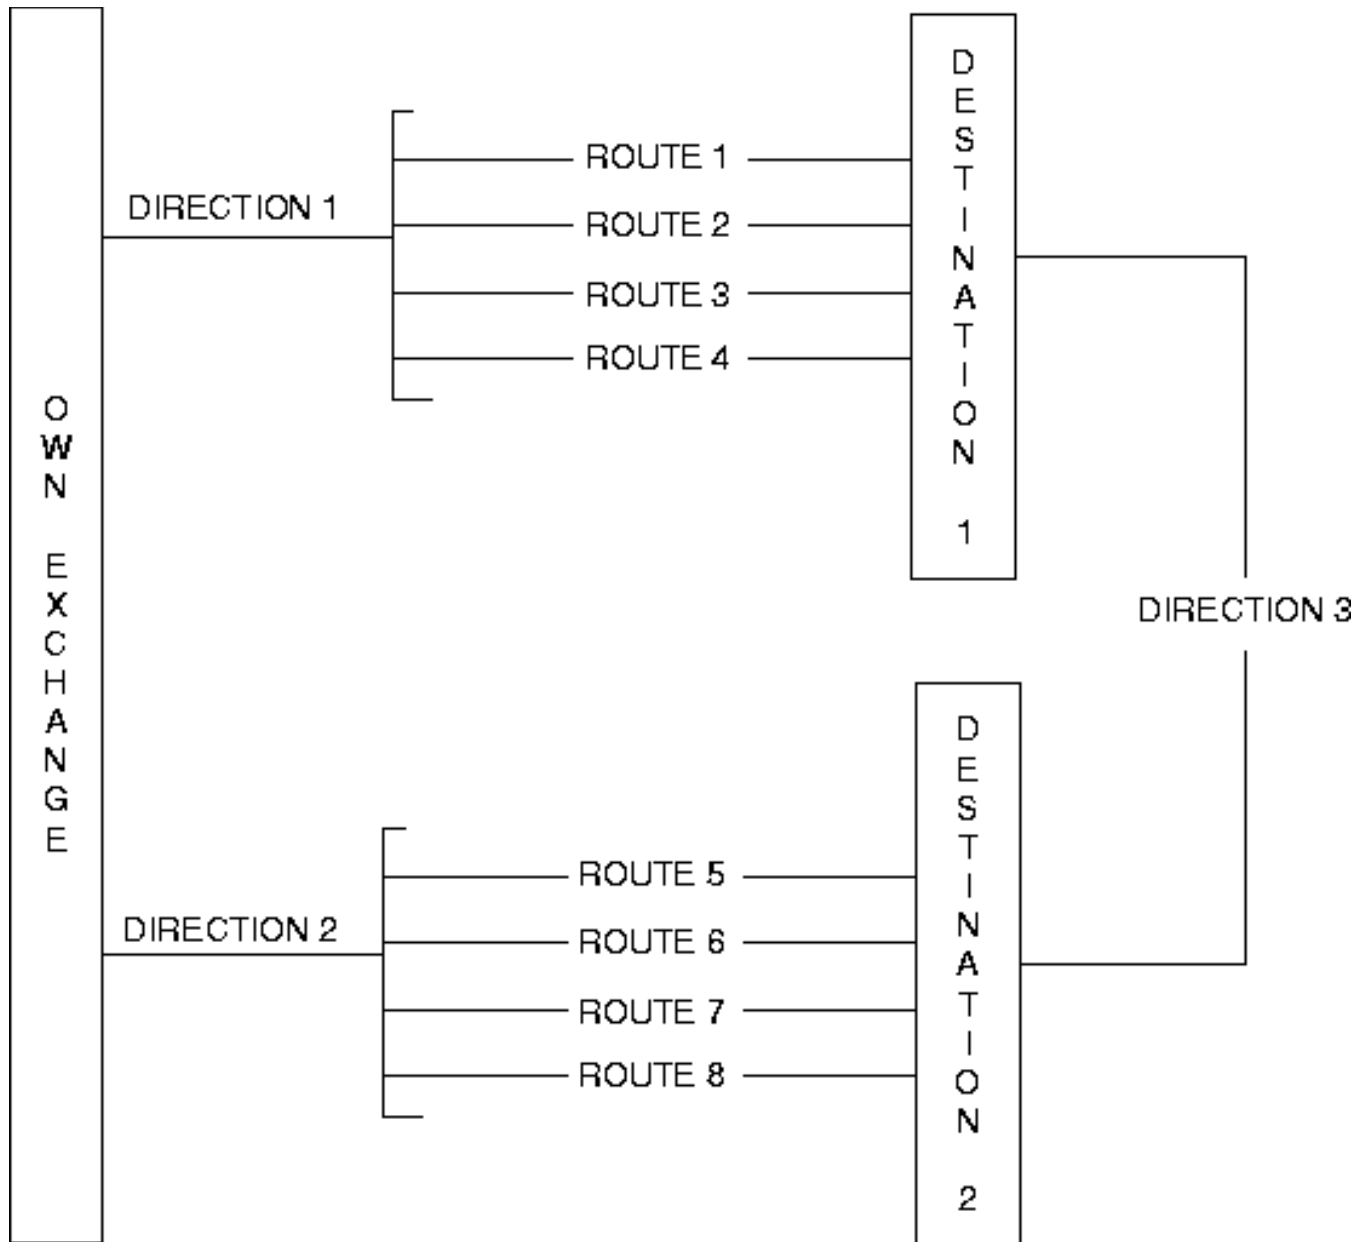 OWN EXCHANGE
DIRECTION 1
ROUTE 1
ROUTE 2
ROUTE 3
ROUTE 4
DESTINATION 1
DIRECTION 3
DIRECTION 2
ROUTE 5
ROUTE 6
ROUTE 7
ROUTE 8
DESTINATION 2